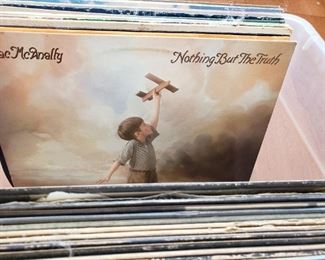 ac McAnally
Nothing But The Truth